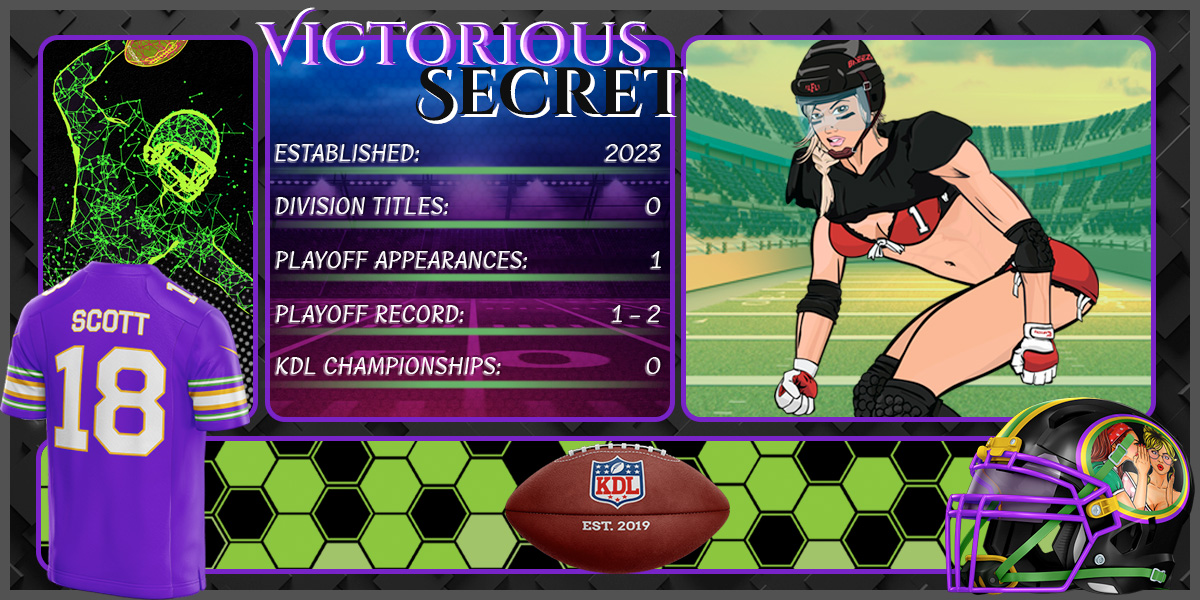 VICTORIOUS
SECRET
ESTABLISHED: 2023
DIVISION TITLES: 0
PLAYOFF APPEARANCES: 1
PLAYOFF RECORD: 1 - 2
KDL CHAMPIONSHIPS: 0
SCOTT
18
1
KDL
EST. 2019